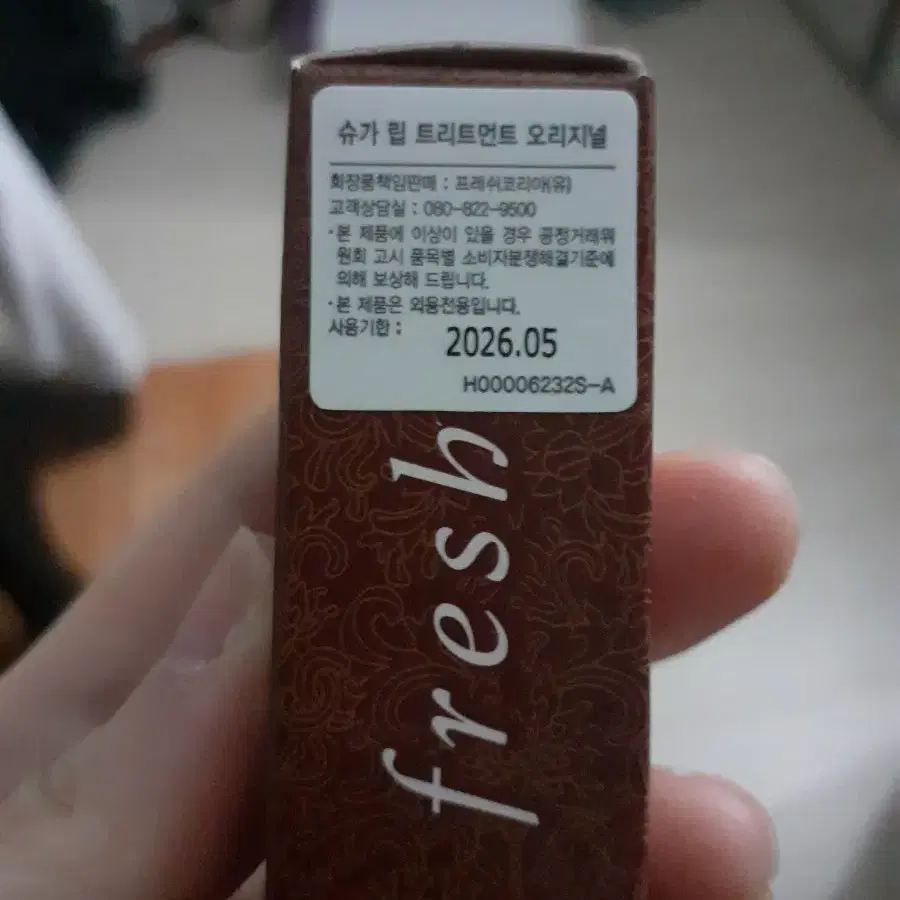 슈가 립 트리트먼트 오리지널
화장품책임판매 : 프레쉬코리아(유)
고객상담실 : 080-822-9500
·본 제품에 이상이 있을 경우 공정거래위
원회 고시 품목별 소비자분쟁해결기준에
의해 보상해 드립니다.
·본 제품은 외용전용입니다.
사용기한 :
2026.05
H00006232S-A
fresh